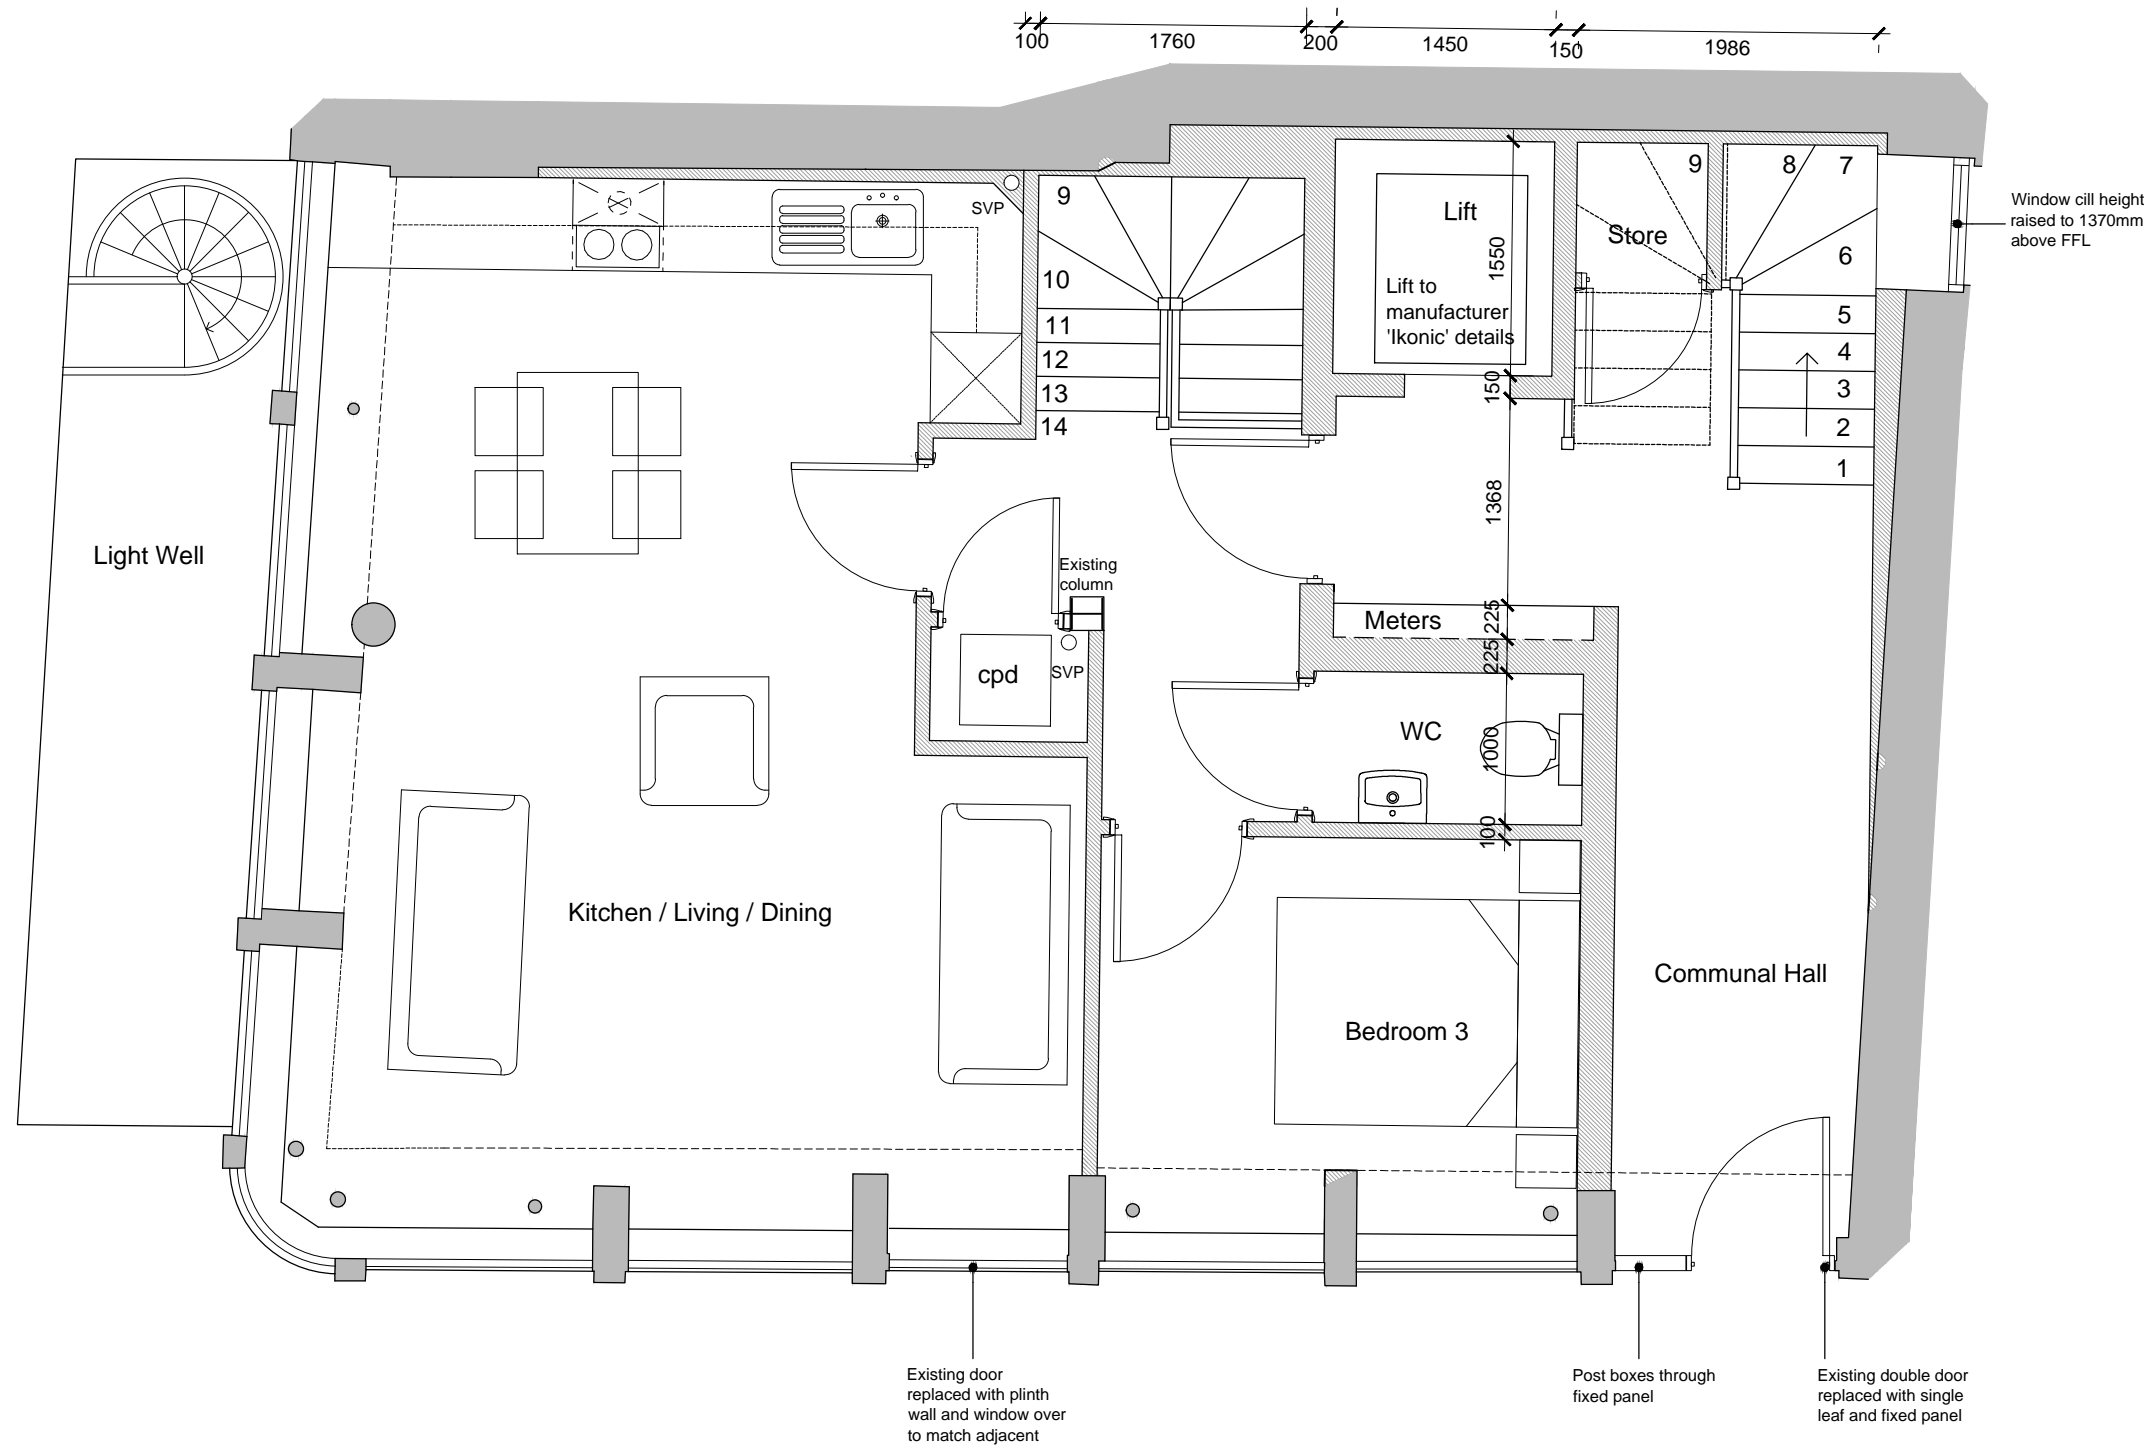 100
1760
200
1450
150
1986
Window cill height
raised to 1370mm
above FFL
SVP
9
10
11
12
13
14
Lift
Lift to
manufacturer
'Ikonic' details
1550
150
1368
225
225
1000
100
Store
9
8
7
6
5
4
3
2
1
Light Well
Existing
column
Meters
cpd
SVP
WC
Kitchen / Living / Dining
Communal Hall
Bedroom 3
Existing door
replaced with plinth
wall and window over
to match adjacent
Post boxes through
fixed panel
Existing double door
replaced with single
leaf and fixed panel